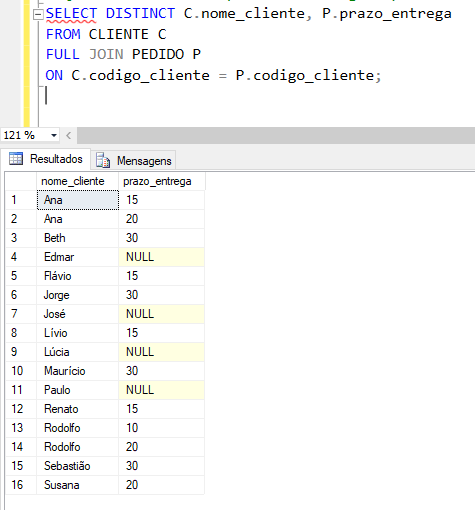 SELECT DISTINCT C.nome_cliente, P.prazo_entrega
FROM CLIENTE C
FULL JOIN PEDIDO P
ON C.codigo_cliente = P.codigo_cliente;
121 %
Resultados Mensagens
nome_cliente prazo_entrega
1 Ana 15
2 Ana 20
3 Beth 30
4 Edmar NULL
5 Flávio 15
6 Jorge 30
7 José NULL
8 Lívio 15
9 Lúcia NULL
10 Maurício 30
11 Paulo NULL
12 Renato 15
13 Rodolfo 10
14 Rodolfo 20
15 Sebastião 30
16 Susana 20